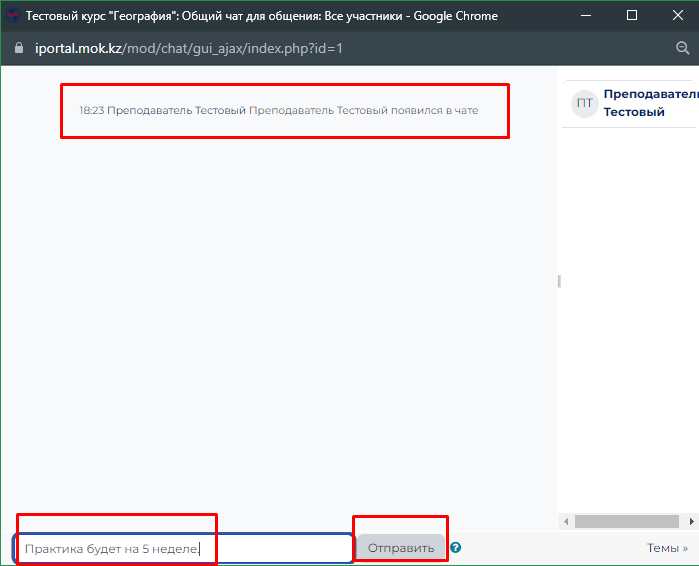 Тестовый курс "География": Общий чат для общения: Все участники - Google Chrome
iportal.mok.kz/mod/chat/gui_ajax/index.php?id=1
18:23 Преподаватель Тестовый Преподаватель Тестовый появился в чате
ПТ
Преподаватель
Тестовый
Практика будет на 5 неделе.
Отправить
?
Темы »